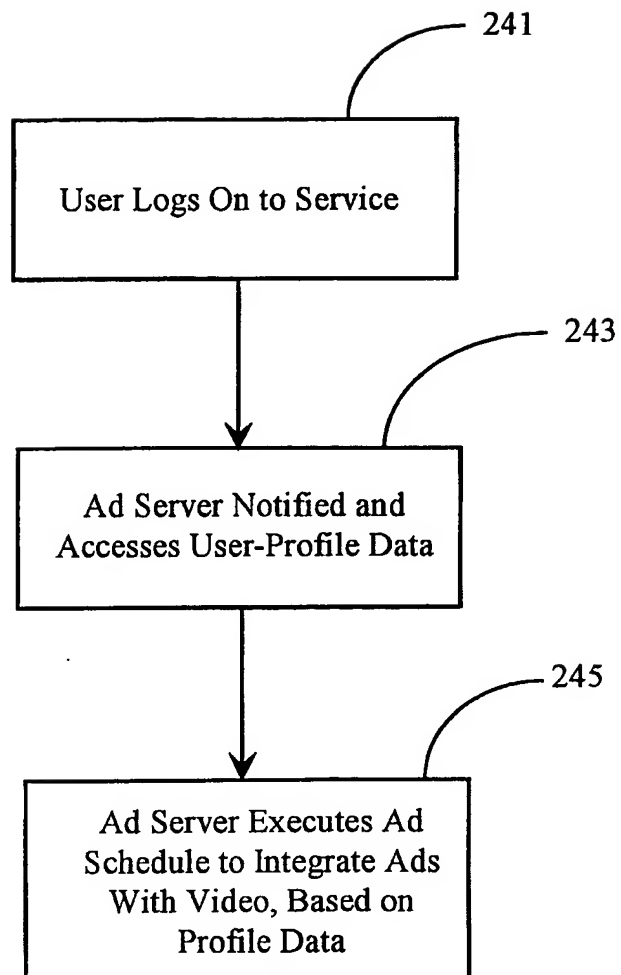 241
User Logs On to Service
243
Ad Server Notified and
Accesses User-Profile Data
245
Ad Server Executes Ad
Schedule to Integrate Ads
With Video, Based on
Profile Data